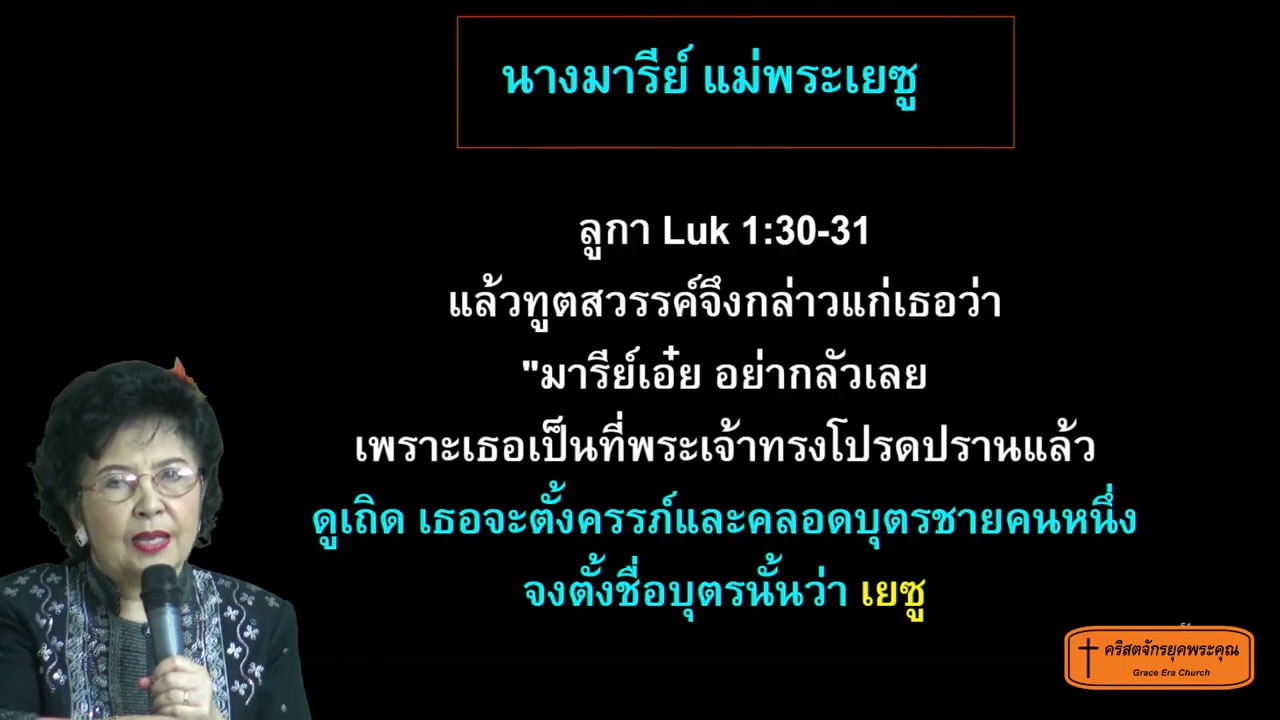 นางมารีย์ แม่พระเยซู
ลูกา Luk 1:30-31
แล้วทูตสวรรค์จึงกล่าวแก่เธอว่า
"มารีย์เอ๋ย อย่ากลัวเลย
เพราะเธอเป็นที่พระเจ้าทรงโปรดปรานแล้ว
ดูเถิด เธอจะตั้งครรภ์และคลอดบุตรชายคนหนึ่ง
จงตั้งชื่อบุตรนั้นว่า เยซู
คริสตจักรยุคพระคุณ
Grace Era Church